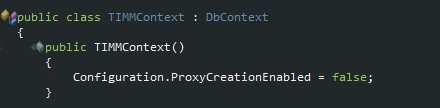 public class TIMMContext : DbContext
{
public TIMMContext()
{
Configuration.ProxyCreationEnabled = false;
}